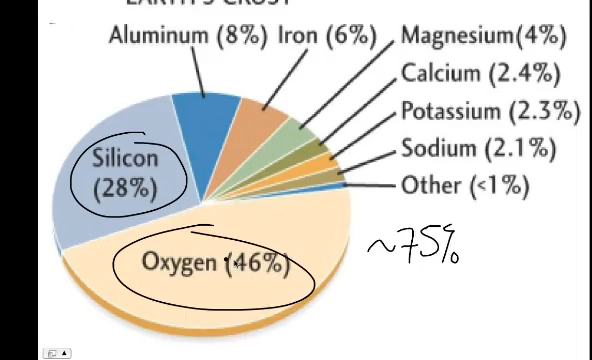 EARTH'S CRUST
Aluminum (8%) Iron (6%) Magnesium(4%)
Calcium (2.4%)
Potassium (2.3%)
Sodium (2.1%)
Other (<1%)
Silicon
(28%)
Oxygen (46%)
~75%